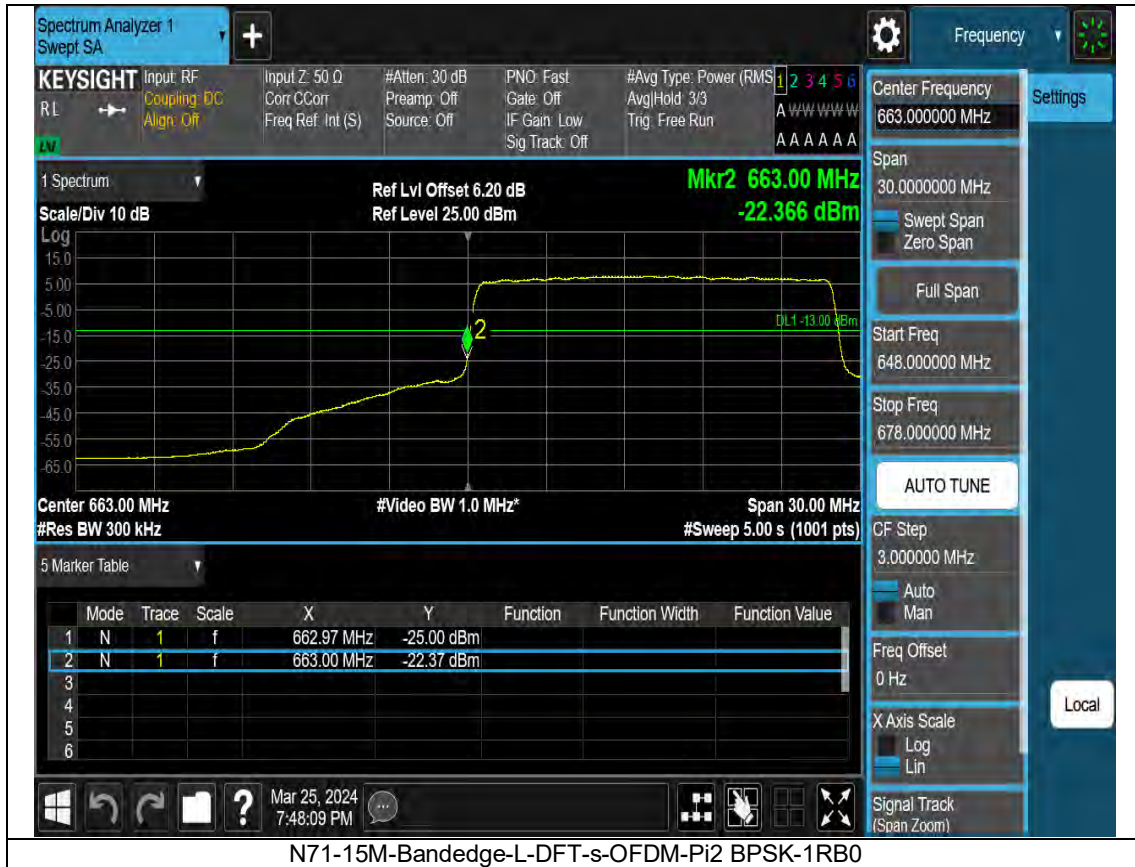 Spectrum Analyzer 1
Swept SA
Frequency
KEYSIGHT
RL
Input: RF
Coupling: DC
Align: Off
Input Z: 50 Ω
Corr CCorr
Freq Ref: Int (S)
#Atten: 30 dB
Preamp: Off
Source: Off
PNO: Fast
Gate: Off
IF Gain: Low
Sig Track: Off
#Avg Type: Power (RMS
Avg|Hold: 3/3
Trig: Free Run
1 2 3 4 5 6
A W W W W W
A A A A A A
1 Spectrum
Scale/Div 10 dB
Ref Lvl Offset 6.20 dB
Ref Level 25.00 dBm
Mkr2 663.00 MHz
-22.366 dBm
Log
15.0
5.00
-5.00
-15.0
-25.0
-35.0
-45.0
-55.0
-65.0
2
DL1 -13.00 dBm
Center 663.00 MHz
#Res BW 300 kHz
#Video BW 1.0 MHz*
Span 30.00 MHz
#Sweep 5.00 s (1001 pts)
5 Marker Table
Mode Trace Scale X Y Function Function Width Function Value
1 N 1 f 662.97 MHz -25.00 dBm
2 N 1 f 663.00 MHz -22.37 dBm
3
4
5
6
Mar 25, 2024
7:48:09 PM
Center Frequency
663.000000 MHz
Settings
Span
30.0000000 MHz
Swept Span
Zero Span
Full Span
Start Freq
648.000000 MHz
Stop Freq
678.000000 MHz
AUTO TUNE
CF Step
3.000000 MHz
Auto
Man
Freq Offset
0 Hz
X Axis Scale
Log
Lin
Signal Track
(Span Zoom)
Local
N71-15M-Bandedge-L-DFT-s-OFDM-Pi2 BPSK-1RB0